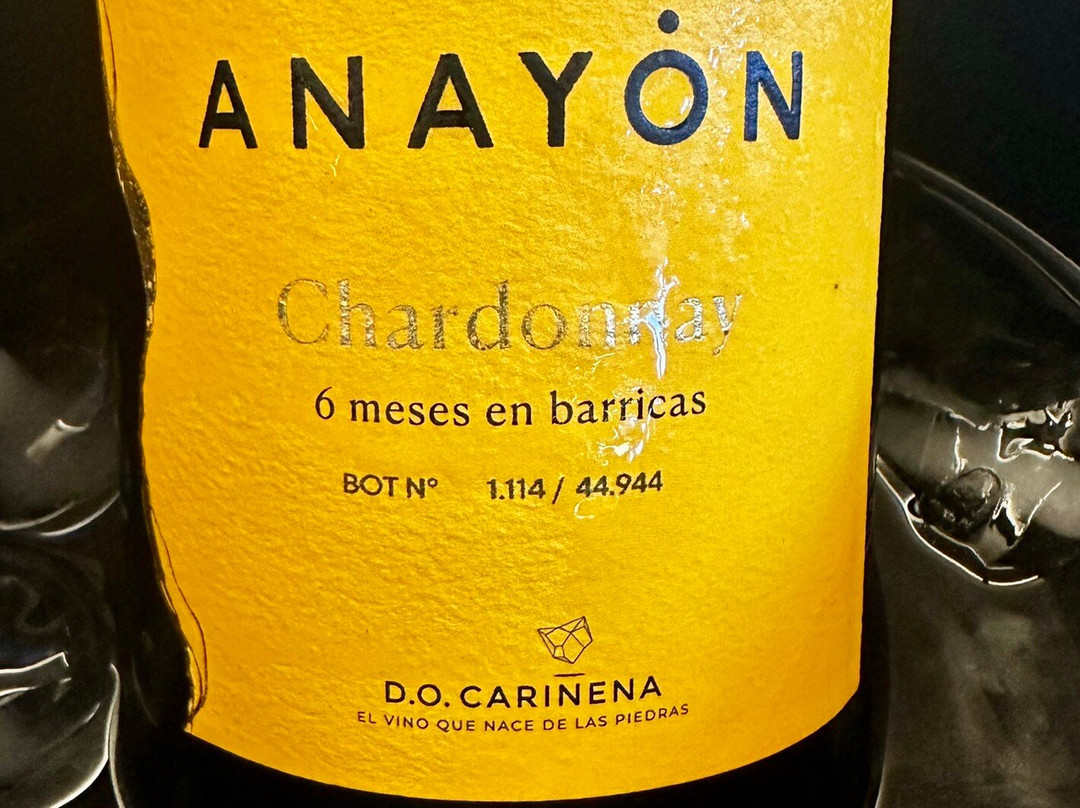 ANAYÓN
Chardonnay
6 meses en barricas
BOT Nº 1.114 / 44.944
D.O. CARIÑENA
EL VINO QUE NACE DE LAS PIEDRAS